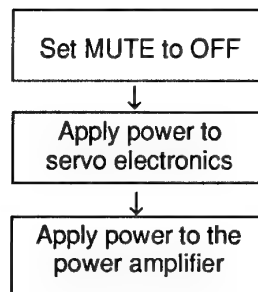 Set MUTE to OFF
Apply power to
servo electronics
Apply power to the
power amplifier